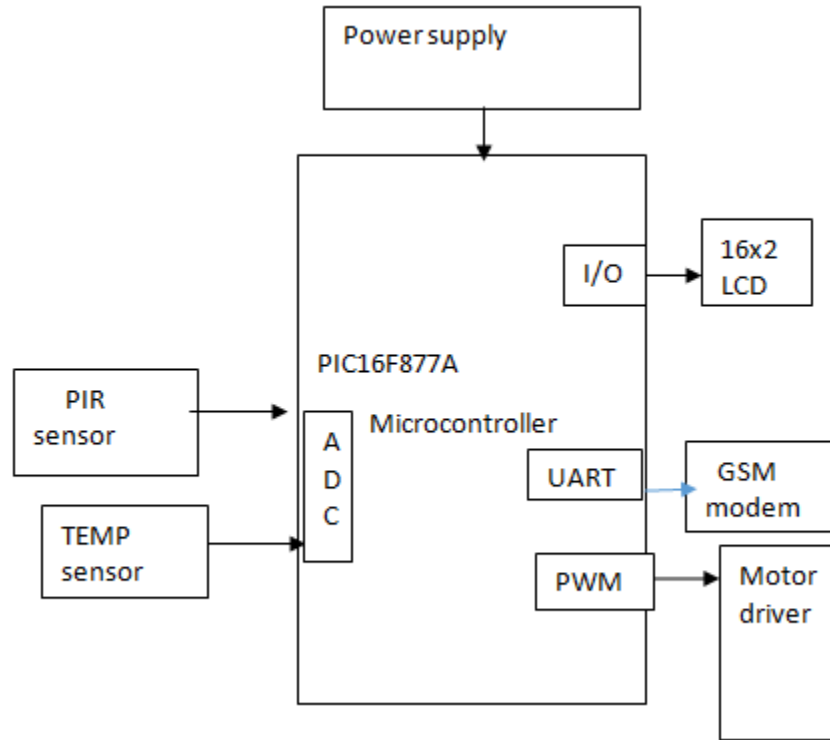 Power supply
I/O
16x2
LCD
PIC16F877A
Microcontroller
PIR
sensor
A
D
C
TEMP
sensor
UART
GSM
modem
PWM
Motor
driver